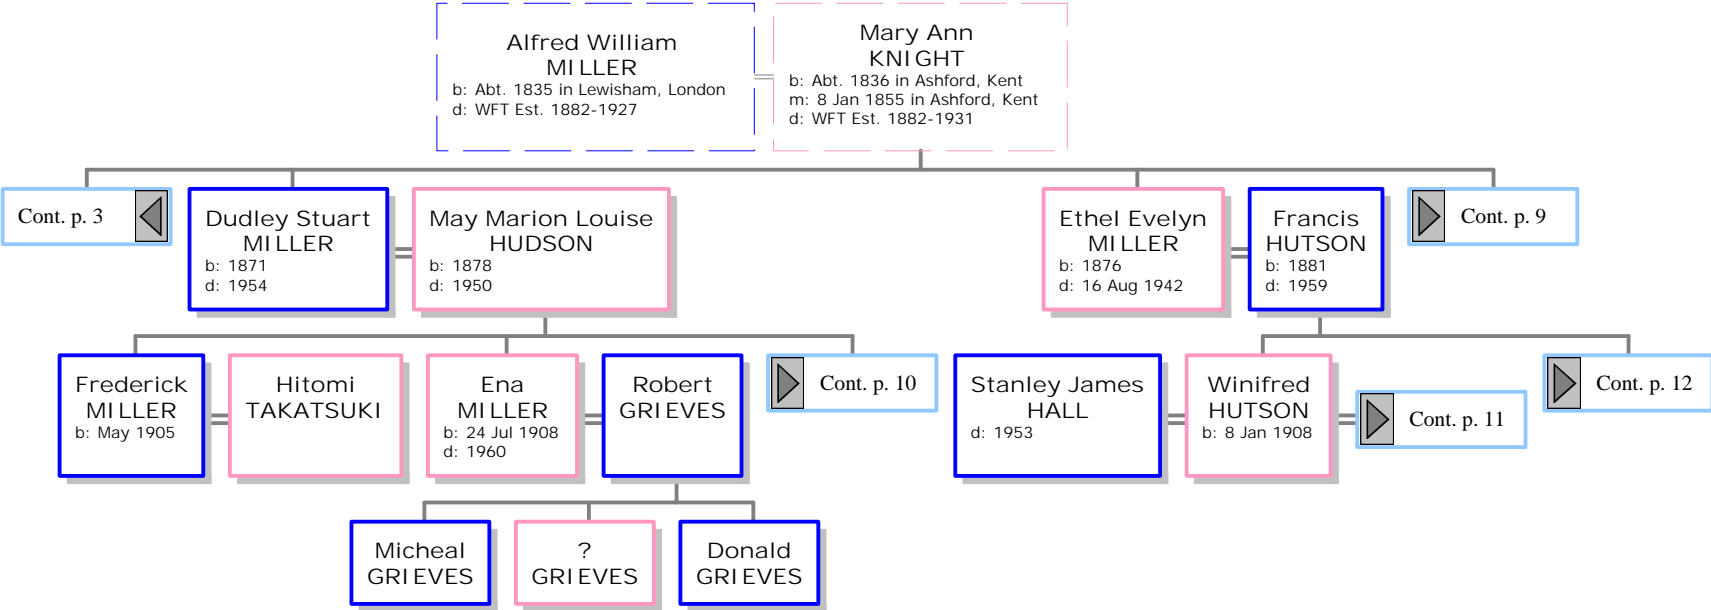 Alfred William
MILLER
b: Abt. 1835 in Lewisham, London
d: WFT Est. 1882-1927
Mary Ann
KNIGHT
b: Abt. 1836 in Ashford, Kent
m: 8 Jan 1855 in Ashford, Kent
d: WFT Est. 1882-1931
Cont. p. 3
Dudley Stuart
MILLER
b: 1871
d: 1954
May Marion Louise
HUDSON
b: 1878
d: 1950
Ethel Evelyn
MILLER
b: 1876
d: 16 Aug 1942
Francis
HUTSON
b: 1881
d: 1959
Cont. p. 9
Frederick
MILLER
b: May 1905
Hitomi
TAKATSUKI
Ena
MILLER
b: 24 Jul 1908
d: 1960
Robert
GRIEVES
Cont. p. 10
Stanley James
HALL
d: 1953
Winifred
HUTSON
b: 8 Jan 1908
Cont. p. 11
Cont. p. 12
Micheal
GRIEVES
?
GRIEVES
Donald
GRIEVES